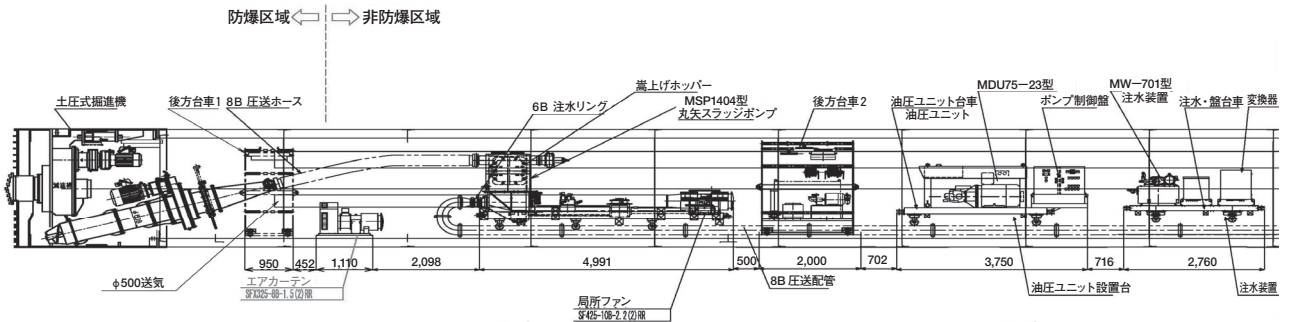 防爆区域 非防爆区域
土圧式掘進機
後方台車1
8B 圧送ホース
6B 注水リング
嵩上げホッパー
MSP1404型
丸矢スラッジポンプ
後方台車2
油圧ユニット台車
油圧ユニット
MDU75-23型
ポンプ制御盤
MW-701型
注水装置
注水・盤台車
変換器
950 452 1,110 2,098 4,991 500 2,000 702 3,750 716 2,760
φ500送気
エアカーテン
局所ファン
SF425-10B-2.2(2)RR
8B 圧送配管
油圧ユニット設置台
注水装置